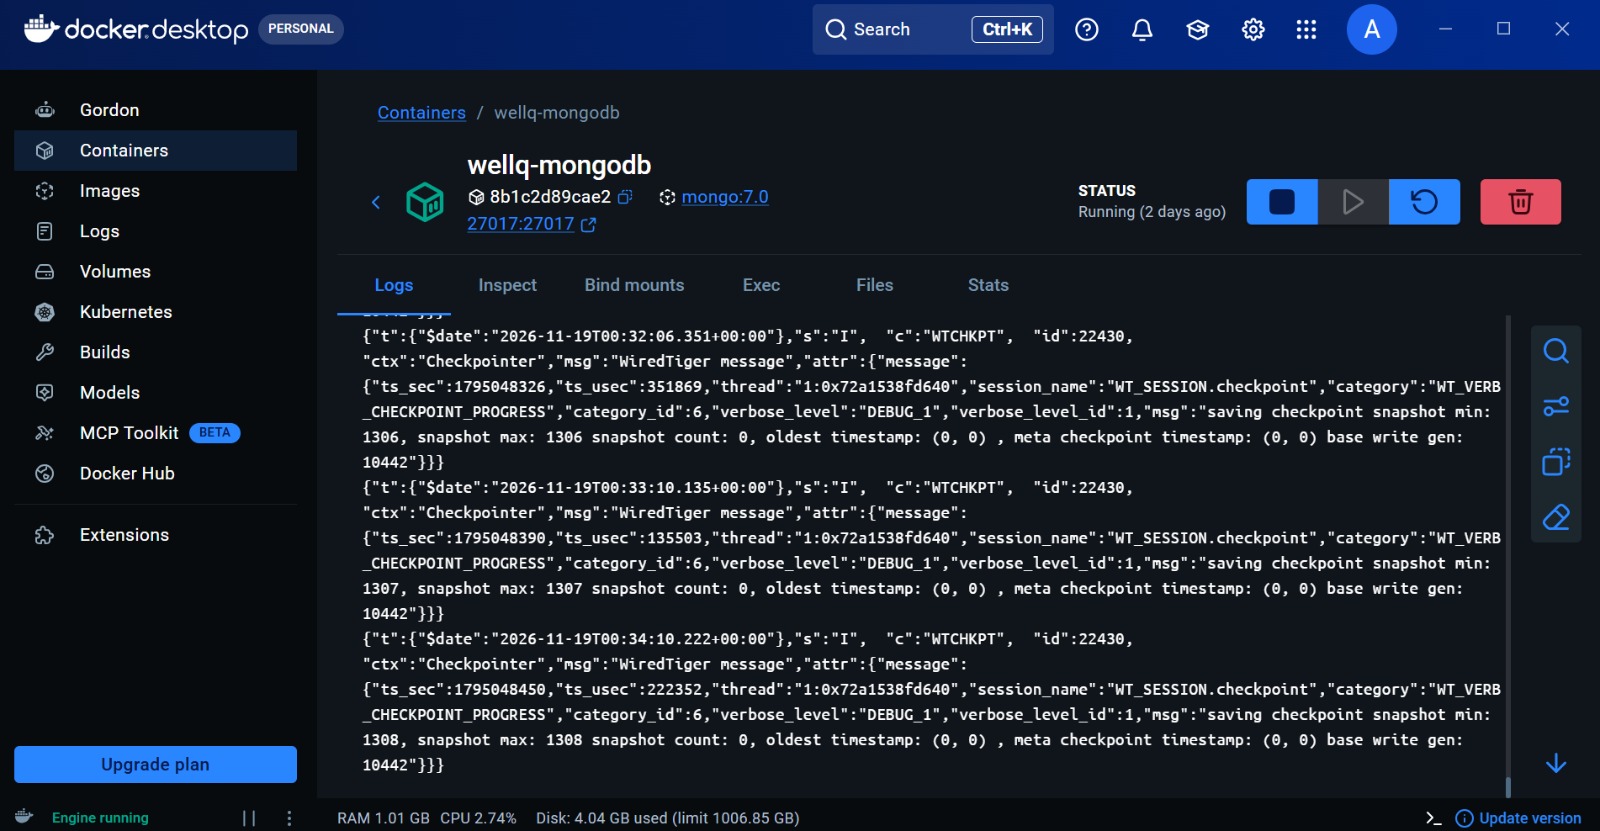 docker.desktop PERSONAL
Search Ctrl+K
A
Gordon
Containers
Images
Logs
Volumes
Kubernetes
Builds
Models
MCP Toolkit BETA
Docker Hub
Extensions
Upgrade plan
Containers / wellq-mongodb
wellq-mongodb
8b1c2d89cae2 mongo:7.0
27017:27017
STATUS
Running (2 days ago)
Logs Inspect Bind mounts Exec Files Stats
10442"}}}
{"t":{"$date":"2026-11-19T00:32:06.351+00:00"},"s":"I",  "c":"WTCHKPT",  "id":22430,
"ctx":"Checkpointer","msg":"WiredTiger message","attr":{"message":
{"ts_sec":1795048326,"ts_usec":351869,"thread":"1:0x72a1538fd640","session_name":"WT_SESSION.checkpoint","category":"WT_VERB
_CHECKPOINT_PROGRESS","category_id":6,"verbose_level":"DEBUG_1","verbose_level_id":1,"msg":"saving checkpoint snapshot min:
1306, snapshot max: 1306 snapshot count: 0, oldest timestamp: (0, 0) , meta checkpoint timestamp: (0, 0) base write gen:
10442"}}}
{"t":{"$date":"2026-11-19T00:33:10.135+00:00"},"s":"I",  "c":"WTCHKPT",  "id":22430,
"ctx":"Checkpointer","msg":"WiredTiger message","attr":{"message":
{"ts_sec":1795048390,"ts_usec":135503,"thread":"1:0x72a1538fd640","session_name":"WT_SESSION.checkpoint","category":"WT_VERB
_CHECKPOINT_PROGRESS","category_id":6,"verbose_level":"DEBUG_1","verbose_level_id":1,"msg":"saving checkpoint snapshot min:
1307, snapshot max: 1307 snapshot count: 0, oldest timestamp: (0, 0) , meta checkpoint timestamp: (0, 0) base write gen:
10442"}}}
{"t":{"$date":"2026-11-19T00:34:10.222+00:00"},"s":"I",  "c":"WTCHKPT",  "id":22430,
"ctx":"Checkpointer","msg":"WiredTiger message","attr":{"message":
{"ts_sec":1795048450,"ts_usec":222352,"thread":"1:0x72a1538fd640","session_name":"WT_SESSION.checkpoint","category":"WT_VERB
_CHECKPOINT_PROGRESS","category_id":6,"verbose_level":"DEBUG_1","verbose_level_id":1,"msg":"saving checkpoint snapshot min:
1308, snapshot max: 1308 snapshot count: 0, oldest timestamp: (0, 0) , meta checkpoint timestamp: (0, 0) base write gen:
10442"}}}
Engine running
RAM 1.01 GB CPU 2.74% Disk: 4.04 GB used (limit 1006.85 GB)
Update version